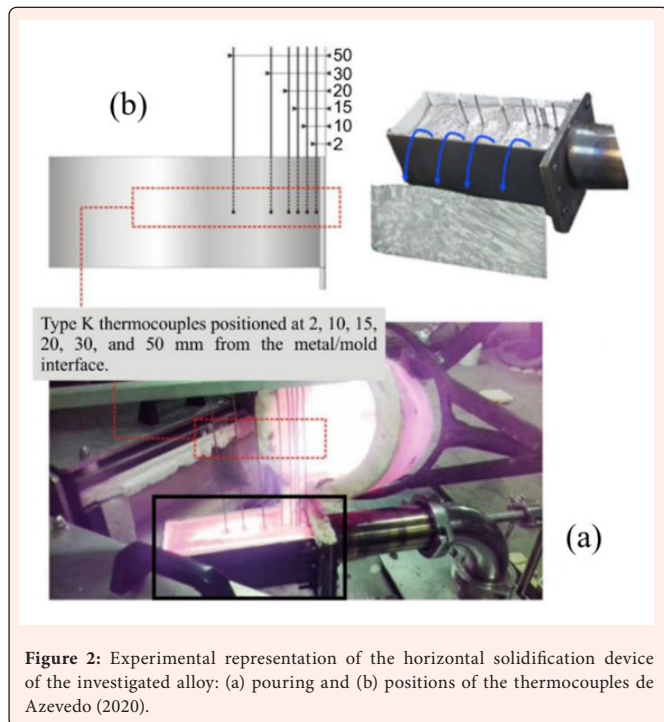 50
30
(b)
20
15
10
2
Type K thermocouples positioned at 2, 10, 15,
20, 30, and 50 mm from the metal/mold
interface.
(a)
Figure 2: Experimental representation of the horizontal solidification device
of the investigated alloy: (a) pouring and (b) positions of the thermocouples de
Azevedo (2020).